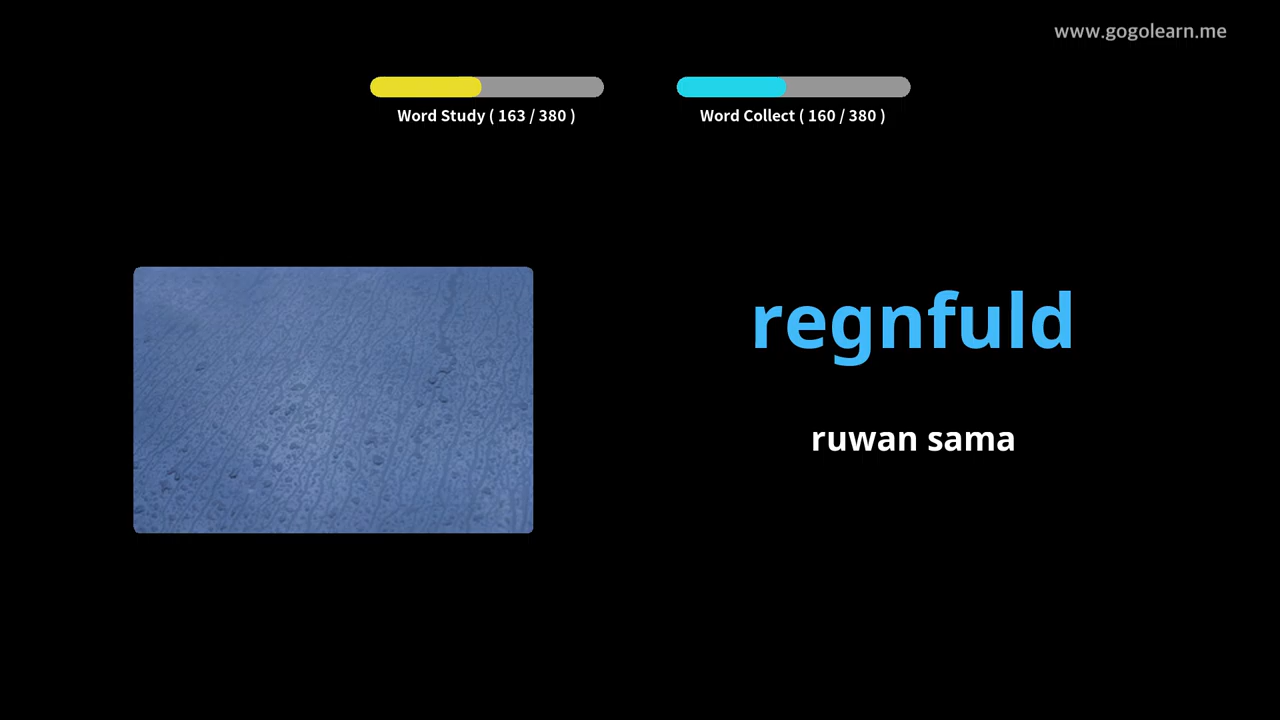 www.gogolearn.me
Word Study ( 163 / 380 )
Word Collect ( 160 / 380 )
regnfuld
ruwan sama